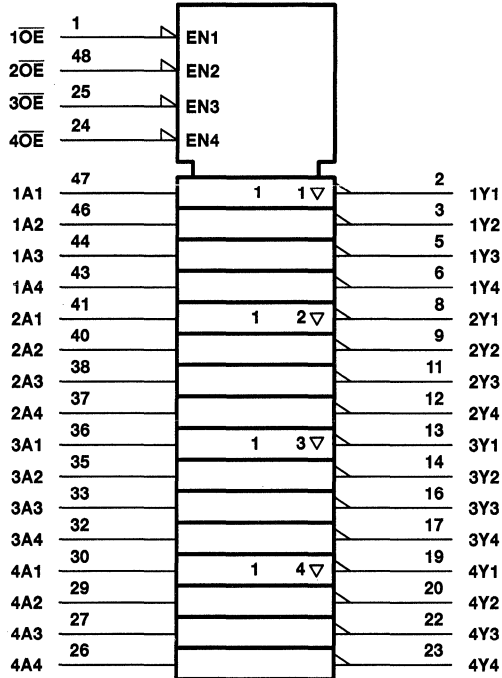 1O̅E̅ 1 EN1
2O̅E̅ 48 EN2
3O̅E̅ 25 EN3
4O̅E̅ 24 EN4
1A1 47 1 1 ▽ 2 1Y1
1A2 46 3 1Y2
1A3 44 5 1Y3
1A4 43 6 1Y4
2A1 41 1 2 ▽ 8 2Y1
2A2 40 9 2Y2
2A3 38 11 2Y3
2A4 37 12 2Y4
3A1 36 1 3 ▽ 13 3Y1
3A2 35 14 3Y2
3A3 33 16 3Y3
3A4 32 17 3Y4
4A1 30 1 4 ▽ 19 4Y1
4A2 29 20 4Y2
4A3 27 22 4Y3
4A4 26 23 4Y4